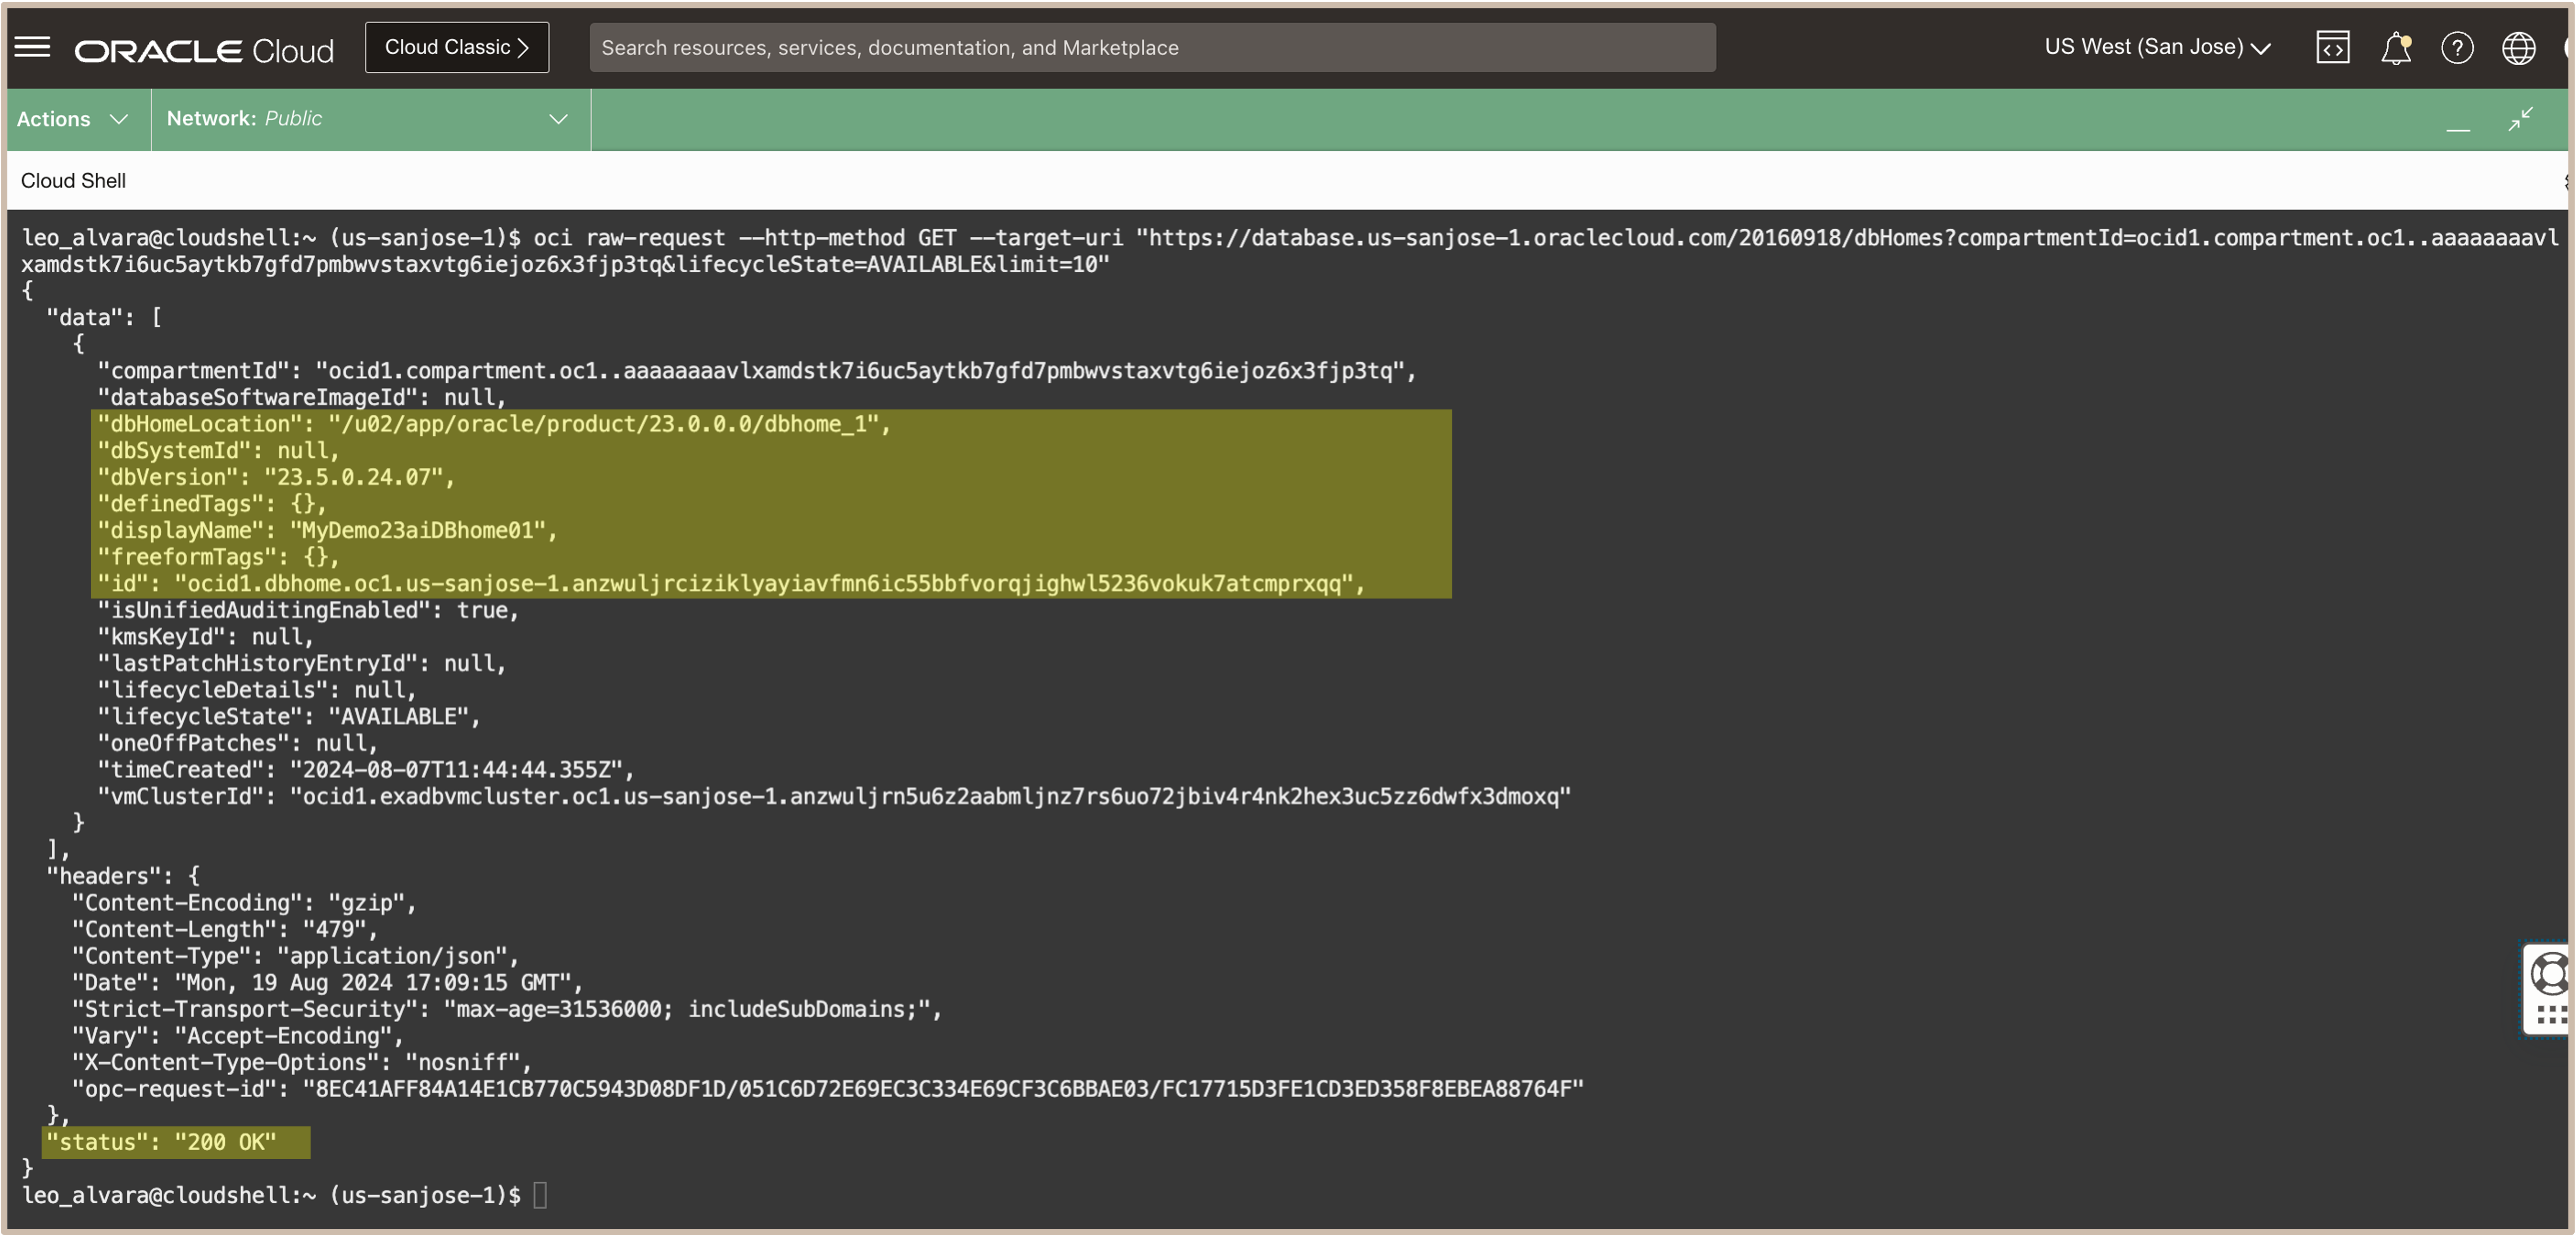 ORACLE Cloud
Cloud Classic
Search resources, services, documentation, and Marketplace
US West (San Jose)
Actions
Network: Public
Cloud Shell
leo_alvara@cloudshell:~ (us-sanjose-1)$ oci raw-request --http-method GET --target-uri "https://database.us-sanjose-1.oraclecloud.com/20160918/dbHomes?compartmentId=ocid1.compartment.oc1..aaaaaaaavl
xamdstk7i6uc5aytkb7gfd7pmbwvstaxvtg6iejoz6x3fjp3tq&lifecycleState=AVAILABLE&limit=10"
{
"data": [
{
"compartmentId": "ocid1.compartment.oc1..aaaaaaaavlxamdstk7i6uc5aytkb7gfd7pmbwvstaxvtg6iejoz6x3fjp3tq",
"databaseSoftwareImageId": null,
"dbHomeLocation": "/u02/app/oracle/product/23.0.0.0/dbhome_1",
"dbSystemId": null,
"dbVersion": "23.5.0.24.07",
"definedTags": {},
"displayName": "MyDemo23aiDBhome01",
"freeformTags": {},
"id": "ocid1.dbhome.oc1.us-sanjose-1.anzwuljrciziklyayiavfmn6ic55bbfvorqjighwl5236vokuk7atcmprxqq",
"isUnifiedAuditingEnabled": true,
"kmsKeyId": null,
"lastPatchHistoryEntryId": null,
"lifecycleDetails": null,
"lifecycleState": "AVAILABLE",
"oneOffPatches": null,
"timeCreated": "2024-08-07T11:44:44.355Z",
"vmClusterId": "ocid1.exadbvmcluster.oc1.us-sanjose-1.anzwuljrn5u6z2aabmljnz7rs6uo72jbiv4r4nk2hex3uc5zz6dwfx3dmoxq"
}
],
"headers": {
"Content-Encoding": "gzip",
"Content-Length": "479",
"Content-Type": "application/json",
"Date": "Mon, 19 Aug 2024 17:09:15 GMT",
"Strict-Transport-Security": "max-age=31536000; includeSubDomains;",
"Vary": "Accept-Encoding",
"X-Content-Type-Options": "nosniff",
"opc-request-id": "8EC41AFF84A14E1CB770C5943D08DF1D/051C6D72E69EC3C334E69CF3C6BBAE03/FC17715D3FE1CD3ED358F8EBEA88764F"
},
"status": "200 OK"
}
leo_alvara@cloudshell:~ (us-sanjose-1)$